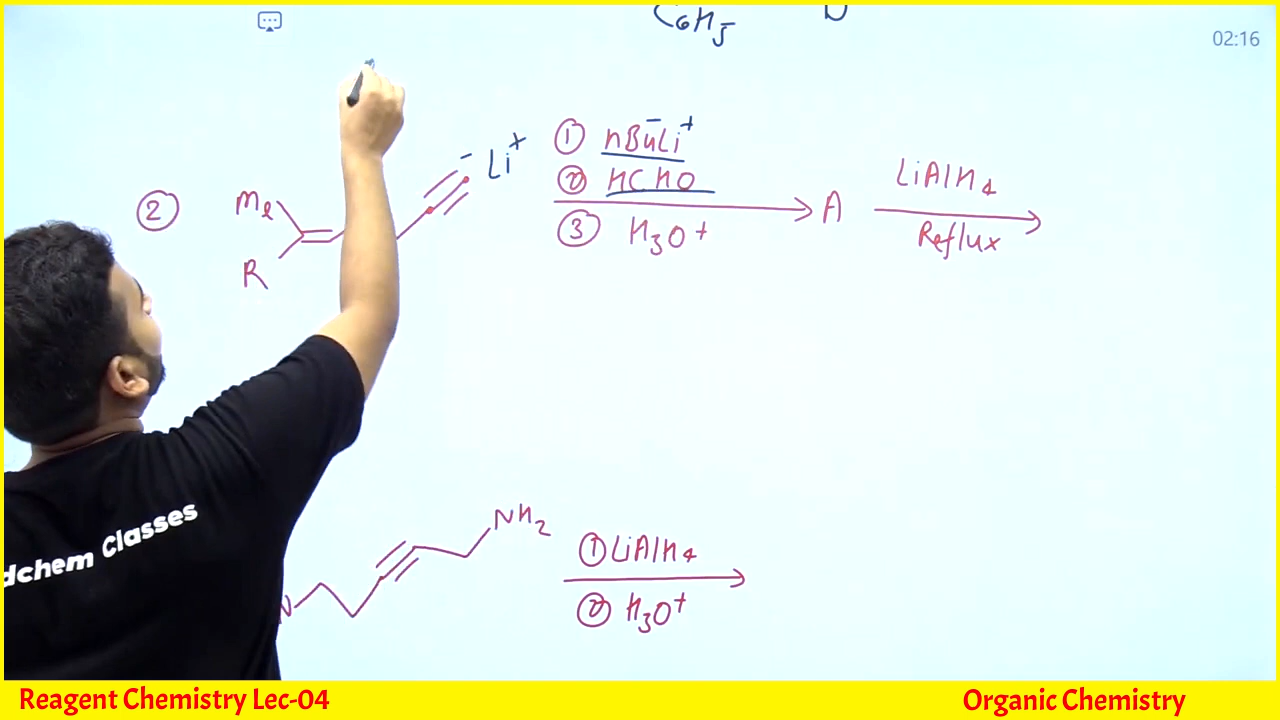 C6H5
N
02:16
② Me
R
- Li+
① nBu-Li+
② HCHO
③ H3O+
A
LiAlH4
Reflux
NH2
N
① LiAlH4
② H3O+
dchem Classes
Reagent Chemistry Lec-04
Organic Chemistry